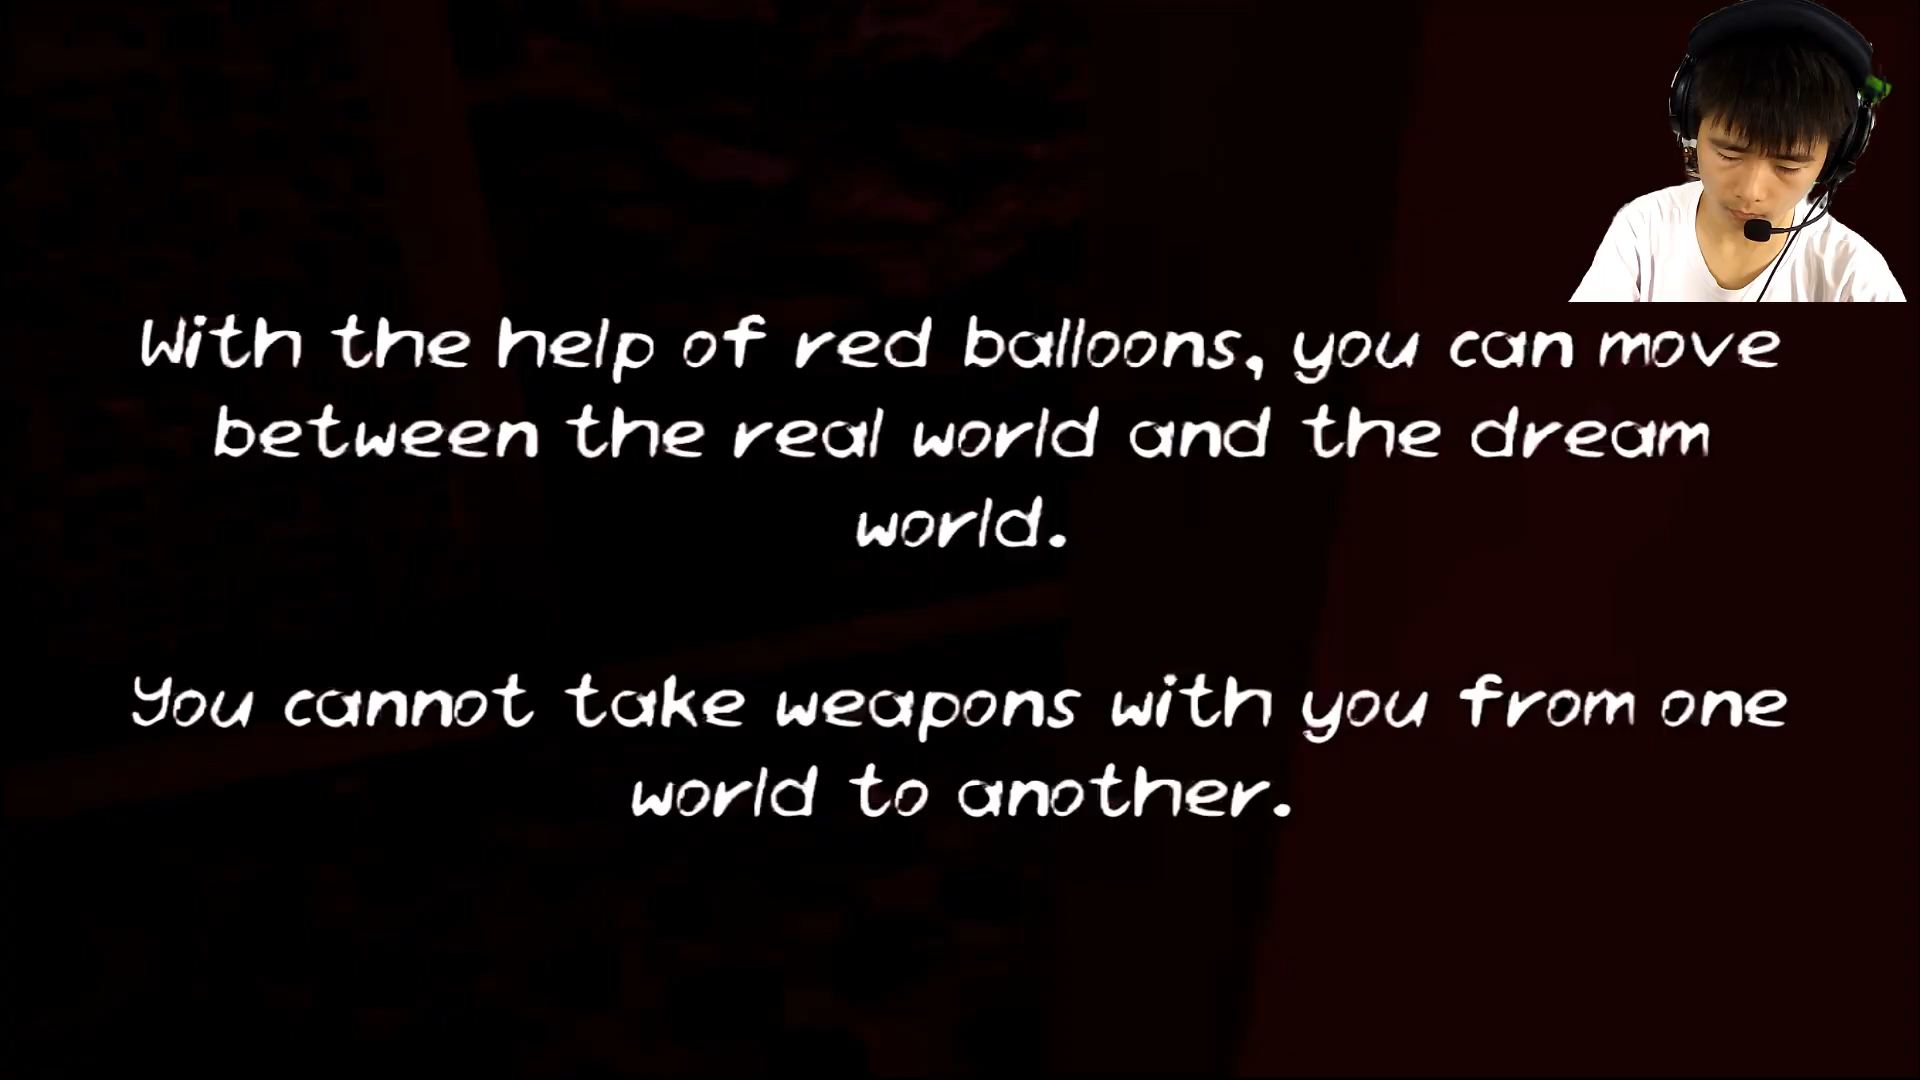 With the help of red balloons, you can move
between the real world and the dream
world.
You cannot take weapons with you from one
world to another.